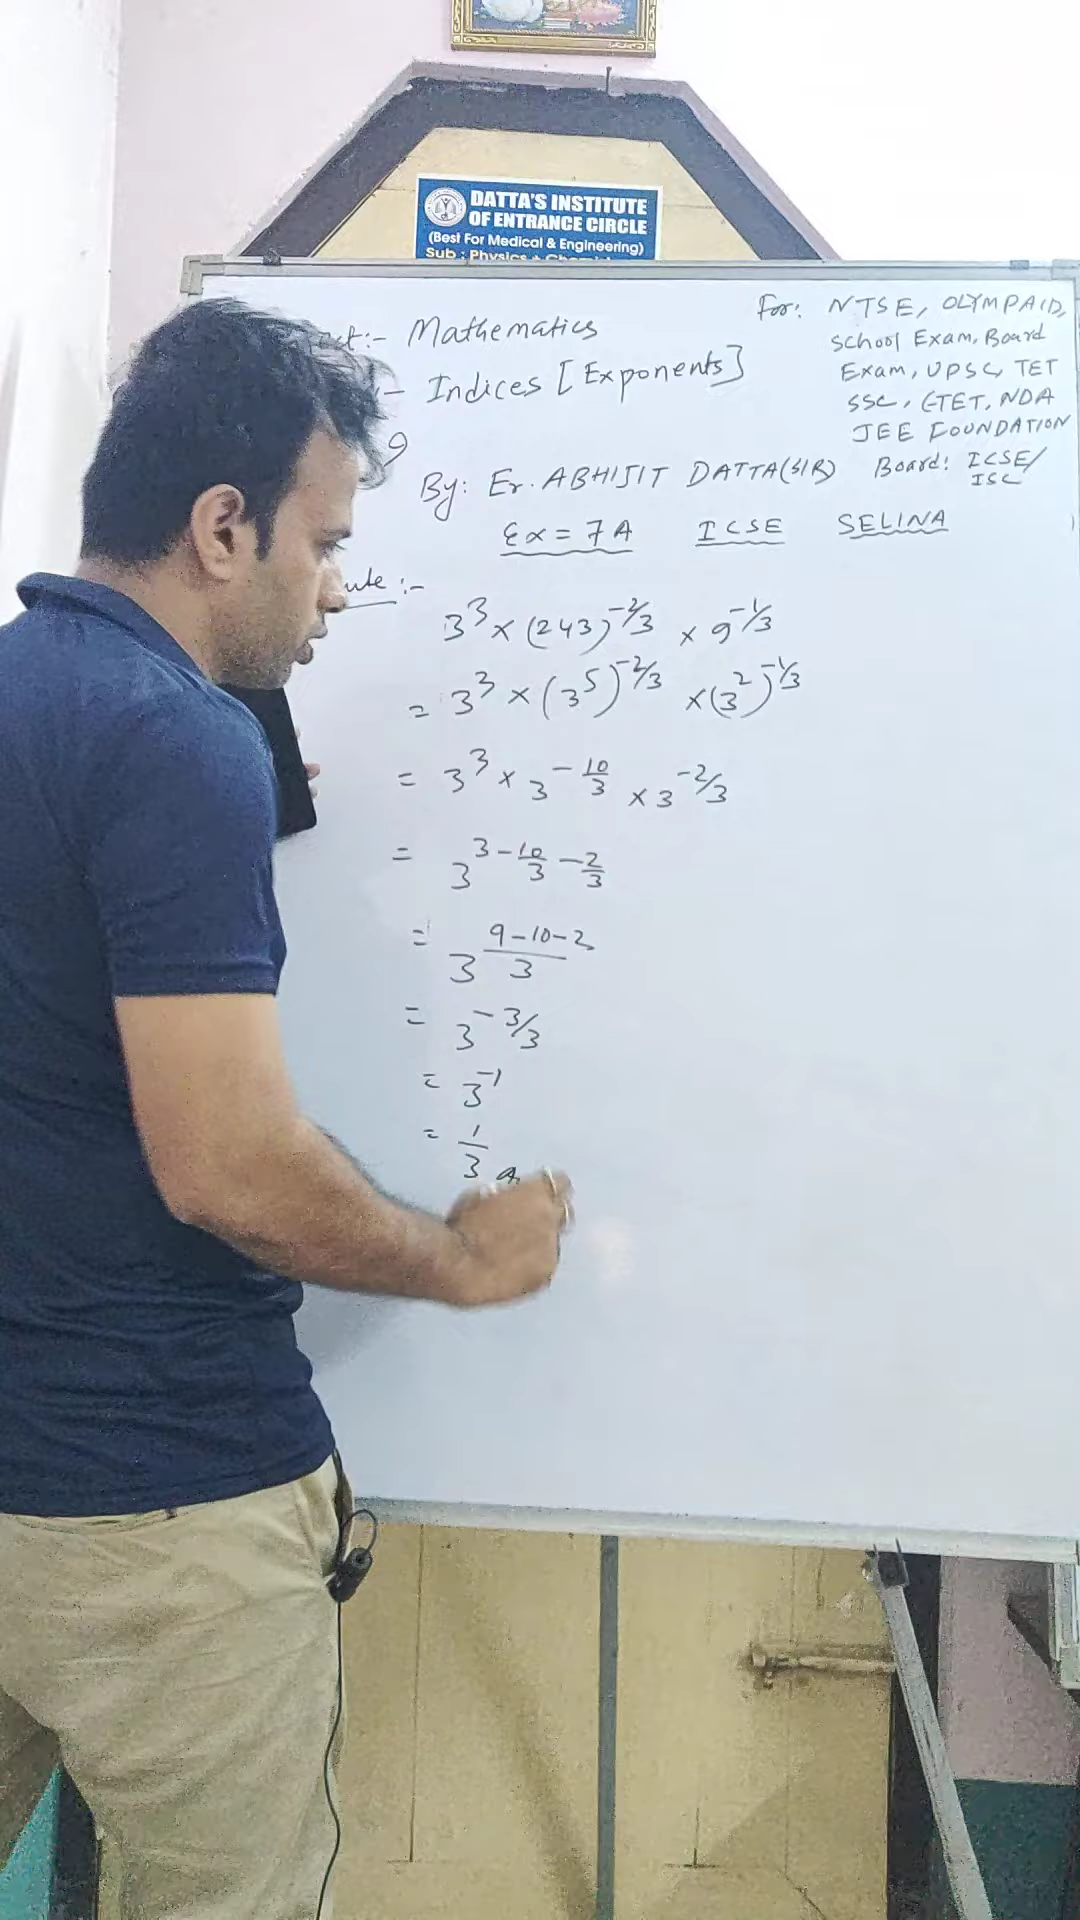 DATTA'S INSTITUTE
OF ENTRANCE CIRCLE
(Best For Medical & Engineering)
Sub : Physics +
:- Mathematics
- Indices [Exponents]
9
By: Er. ABHIJIT DATTA(SIR)
For: NTSE, OLYMPAID,
School Exam, Board
Exam, UPSC, TET
SSC, CTET, NDA
JEE FOUNDATION
Board: ICSE/
ISC
Ex = 7A ICSE SELINA
:-
3³ × (243)^-2/3 × 9^-1/3
= 3³ × (3⁵)^-2/3 × (3²)^-1/3
= 3³ × 3^-10/3 × 3^-2/3
= 3^3-10/3-2/3
= 3^(9-10-2)/3
= 3^-3/3
= 3^-1
= 1/3